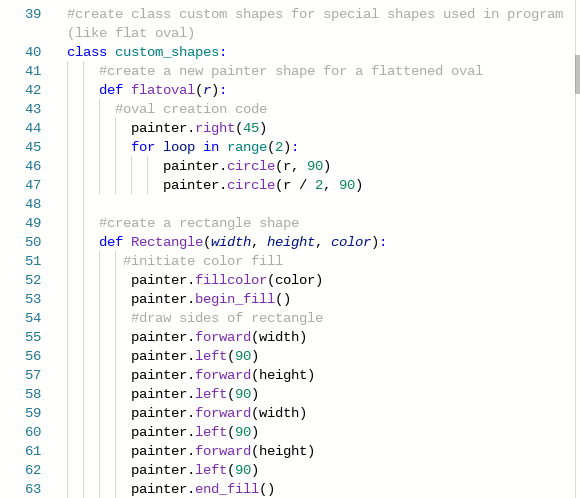 39 #create class custom shapes for special shapes used in program
(like flat oval)
40 class custom_shapes:
41 #create a new painter shape for a flattened oval
42 def flatoval(r):
43 #oval creation code
44 painter.right(45)
45 for loop in range(2):
46 painter.circle(r, 90)
47 painter.circle(r / 2, 90)
48
49 #create a rectangle shape
50 def Rectangle(width, height, color):
51 #initiate color fill
52 painter.fillcolor(color)
53 painter.begin_fill()
54 #draw sides of rectangle
55 painter.forward(width)
56 painter.left(90)
57 painter.forward(height)
58 painter.left(90)
59 painter.forward(width)
60 painter.left(90)
61 painter.forward(height)
62 painter.left(90)
63 painter.end_fill()